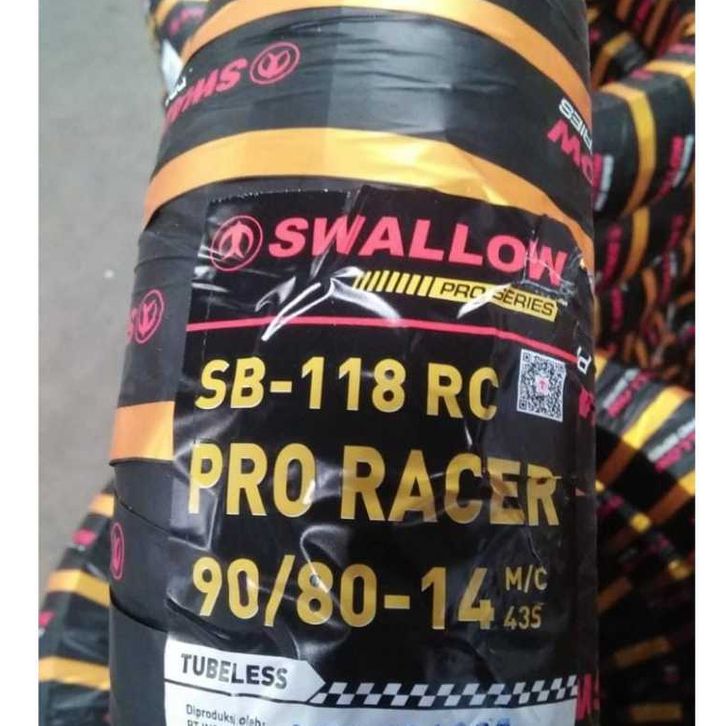 SWALLOW
PRO SERIES
SB-118 RC
PRO RACER
90/80-14 M/C
43S
TUBELESS
Diproduksi oleh: